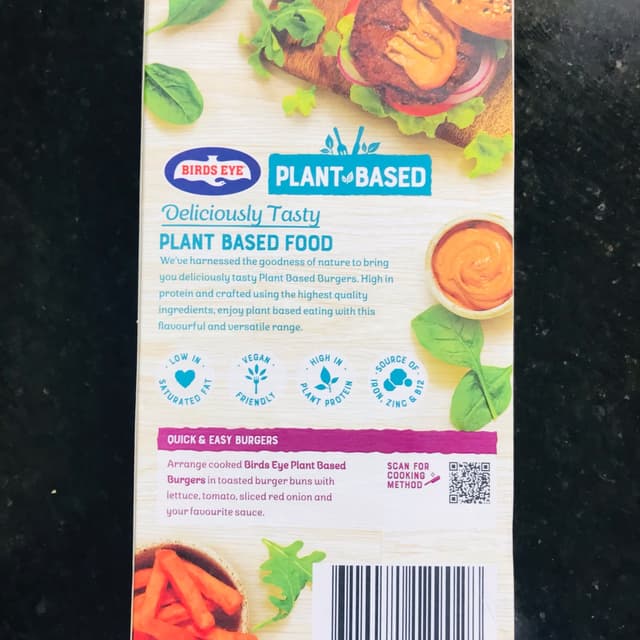 BIRDS EYE
PLANT BASED
Deliciously Tasty
PLANT BASED FOOD
We've harnessed the goodness of nature to bring
you deliciously tasty Plant Based Burgers. High in
protein and crafted using the highest quality
ingredients, enjoy plant based eating with this
flavourful and versatile range.
· LOW IN · SATURATED FAT
· VEGAN · FRIENDLY
· HIGH IN · PLANT PROTEIN
· SOURCE OF · IRON, ZINC & B12
QUICK & EASY BURGERS
Arrange cooked Birds Eye Plant Based
Burgers in toasted burger buns with
lettuce, tomato, sliced red onion and
your favourite sauce.
SCAN FOR
COOKING
METHOD